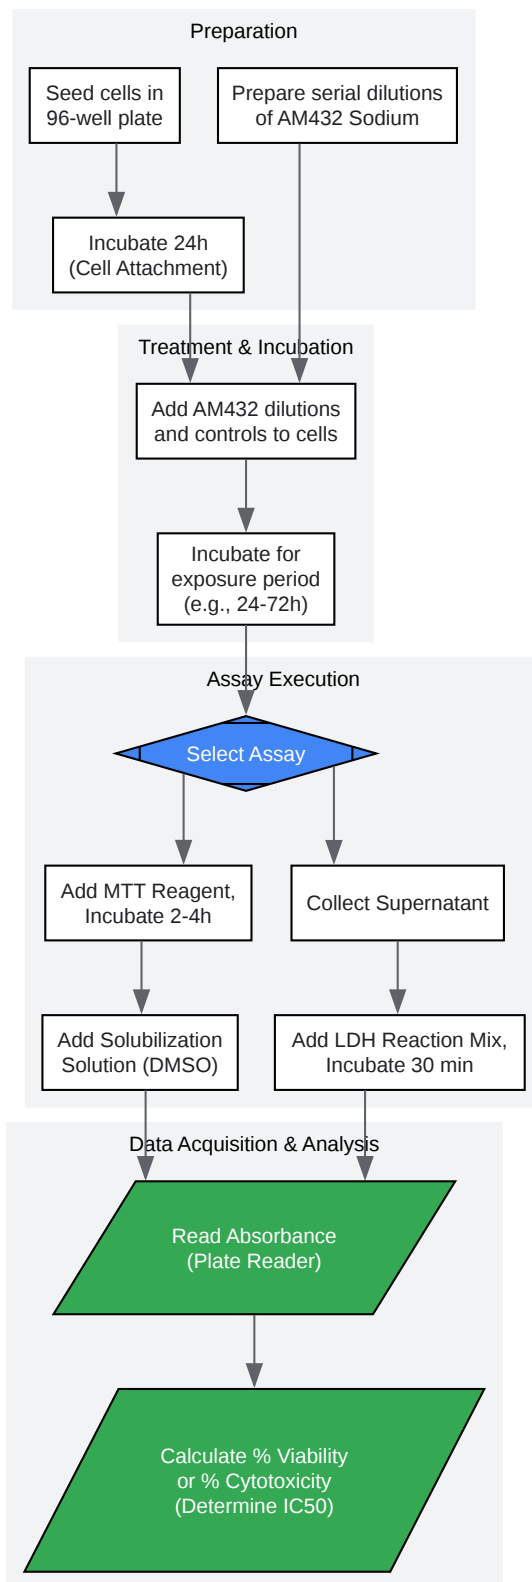 Preparation
Seed cells in
96-well plate
Prepare serial dilutions
of AM432 Sodium
Incubate 24h
(Cell Attachment)
Treatment & Incubation
Add AM432 dilutions
and controls to cells
Incubate for
exposure period
(e.g., 24-72h)
Assay Execution
Select Assay
Add MTT Reagent,
Incubate 2-4h
Collect Supernatant
Add Solubilization
Solution (DMSO)
Add LDH Reaction Mix,
Incubate 30 min
Data Acquisition & Analysis
Read Absorbance
(Plate Reader)
Calculate % Viability
or % Cytotoxicity
(Determine IC50)